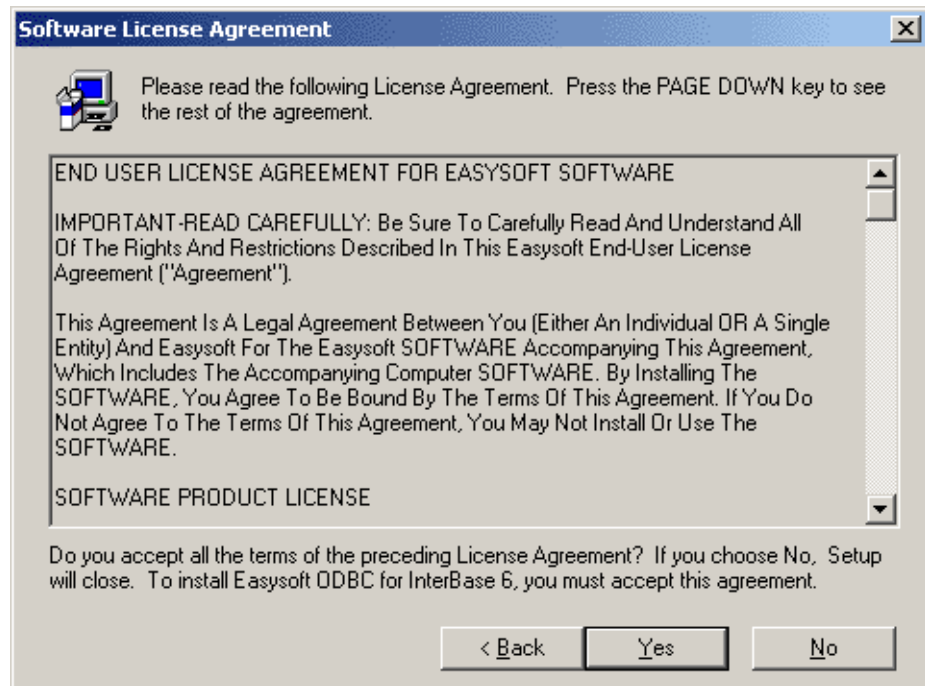 Software License Agreement
Please read the following License Agreement. Press the PAGE DOWN key to see
the rest of the agreement.
END USER LICENSE AGREEMENT FOR EASYSOFT SOFTWARE
IMPORTANT-READ CAREFULLY: Be Sure To Carefully Read And Understand All
Of The Rights And Restrictions Described In This Easysoft End-User License
Agreement ("Agreement").
This Agreement Is A Legal Agreement Between You (Either An Individual OR A Single
Entity) And Easysoft For The Easysoft SOFTWARE Accompanying This Agreement,
Which Includes The Accompanying Computer SOFTWARE. By Installing The
SOFTWARE, You Agree To Be Bound By The Terms Of This Agreement. If You Do
Not Agree To The Terms Of This Agreement, You May Not Install Or Use The
SOFTWARE.
SOFTWARE PRODUCT LICENSE
Do you accept all the terms of the preceding License Agreement? If you choose No, Setup
will close. To install Easysoft ODBC for InterBase 6, you must accept this agreement.
< Back Yes No